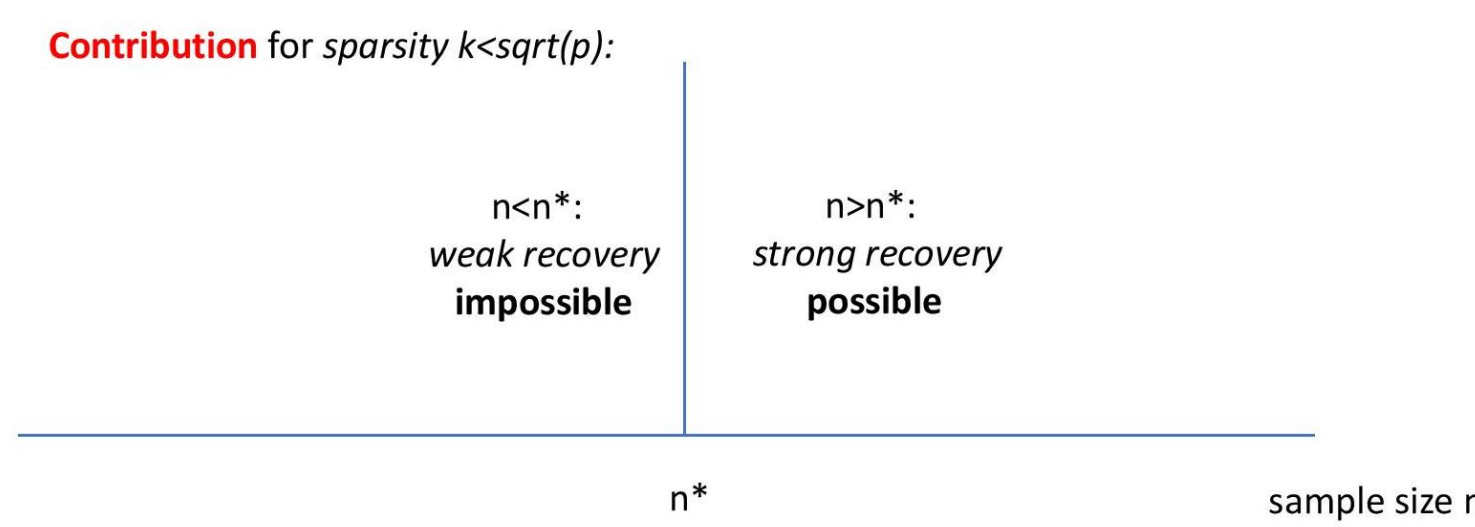 Contribution for sparsity k<sqrt(p):
n<n*:
weak recovery
impossible
n>n*:
strong recovery
possible
n*
sample size